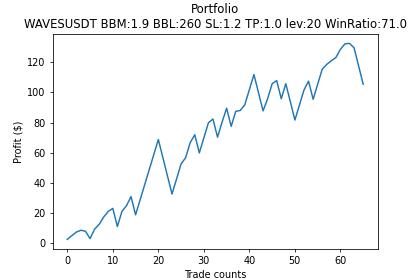 Portfolio
WAVESUSDT BBM:1.9 BBL:260 SL:1.2 TP:1.0 lev:20 WinRatio:71.0
120
100
80
60
40
20
0
Profit ($)
0 10 20 30 40 50 60
Trade counts